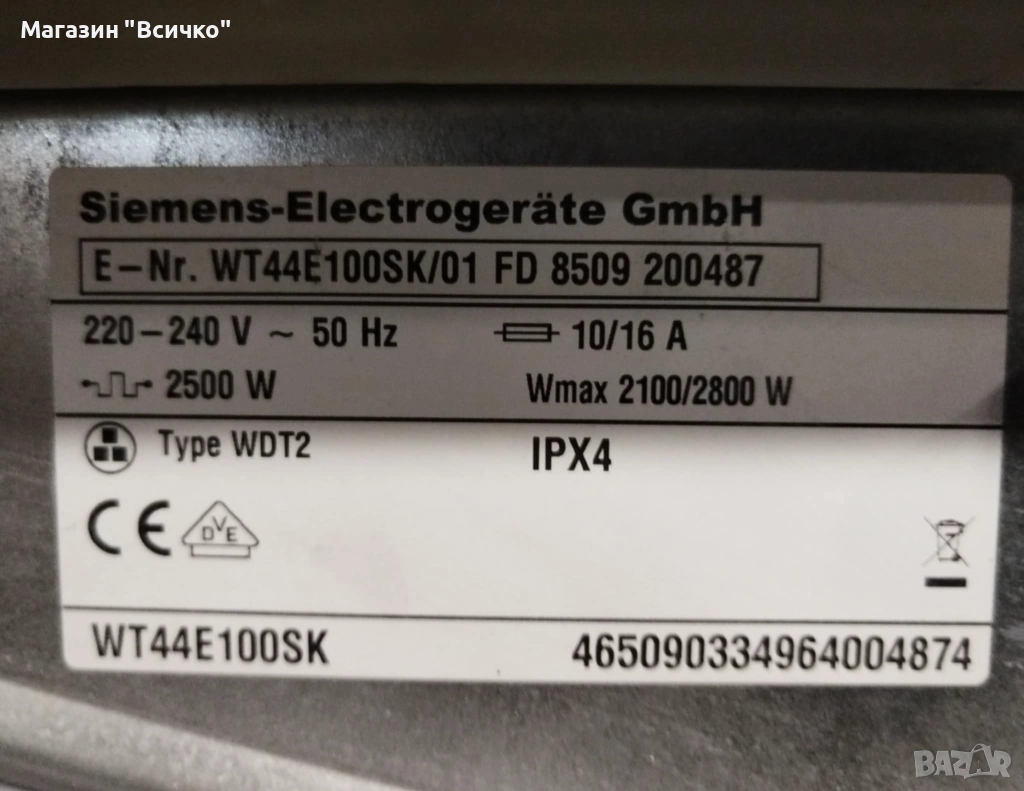 Магазин "Всичко"
Siemens-Electrogeräte GmbH
E-Nr. WT44E100SK/01 FD 8509 200487
220-240 V ~ 50 Hz 10/16 A
2500 W Wmax 2100/2800 W
Type WDT2 IPX4
CE DVE
WT44E100SK 465090334964004874
BAZAR